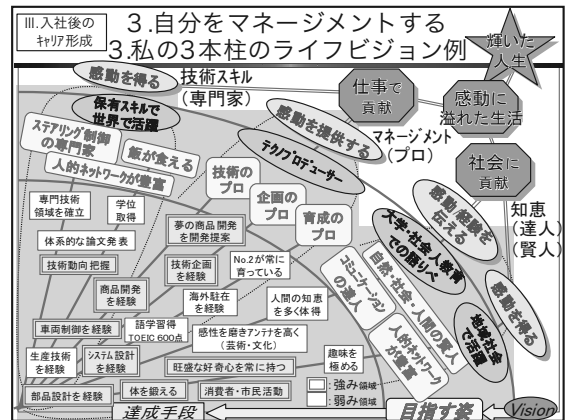 Ⅲ.入社後の
ｷｬﾘｱ形成
3.自分をマネージメントする
3.私の3本柱のライフビジョン例
輝いた
人生
感動を得る
技術スキル
(専門家)
仕事で
貢献
感動に
溢れた生活
社会に
貢献
保有スキルで
世界で活躍
感動を提供する
マネージメント
(プロ)
ステアリング制御
の専門家
飯が食える
人的ネットワークが豊富
テクノプロデューサー
技術の
プロ
企画の
プロ
育成の
プロ
感動/経験を
伝える
知恵
(達人)
(賢人)
専門技術
領域を確立
学位
取得
大学・社会人教育
での語りべ
体系的な論文発表
夢の商品開発
を開発提案
技術動向把握
技術企画
を経験
No.2が常に
育っている
コミュニケーション
の達人
自然・社会・人間の賢人
感動を得る
商品開発
を経験
海外駐在
を経験
人間の知恵
を多く体得
人的ネットワーク
が豊富
地域社会
で活躍
車両制御を経験
語学習得
TOEIC 600点
感性を磨きアンテナを高く
(芸術・文化)
生産技術
を経験
システム設計
を経験
旺盛な好奇心を常に持つ
趣味を
極める
部品設計を経験
体を鍛える
消費者・市民活動
:強み領域
:弱み領域
達成手段
目指す姿
Vision